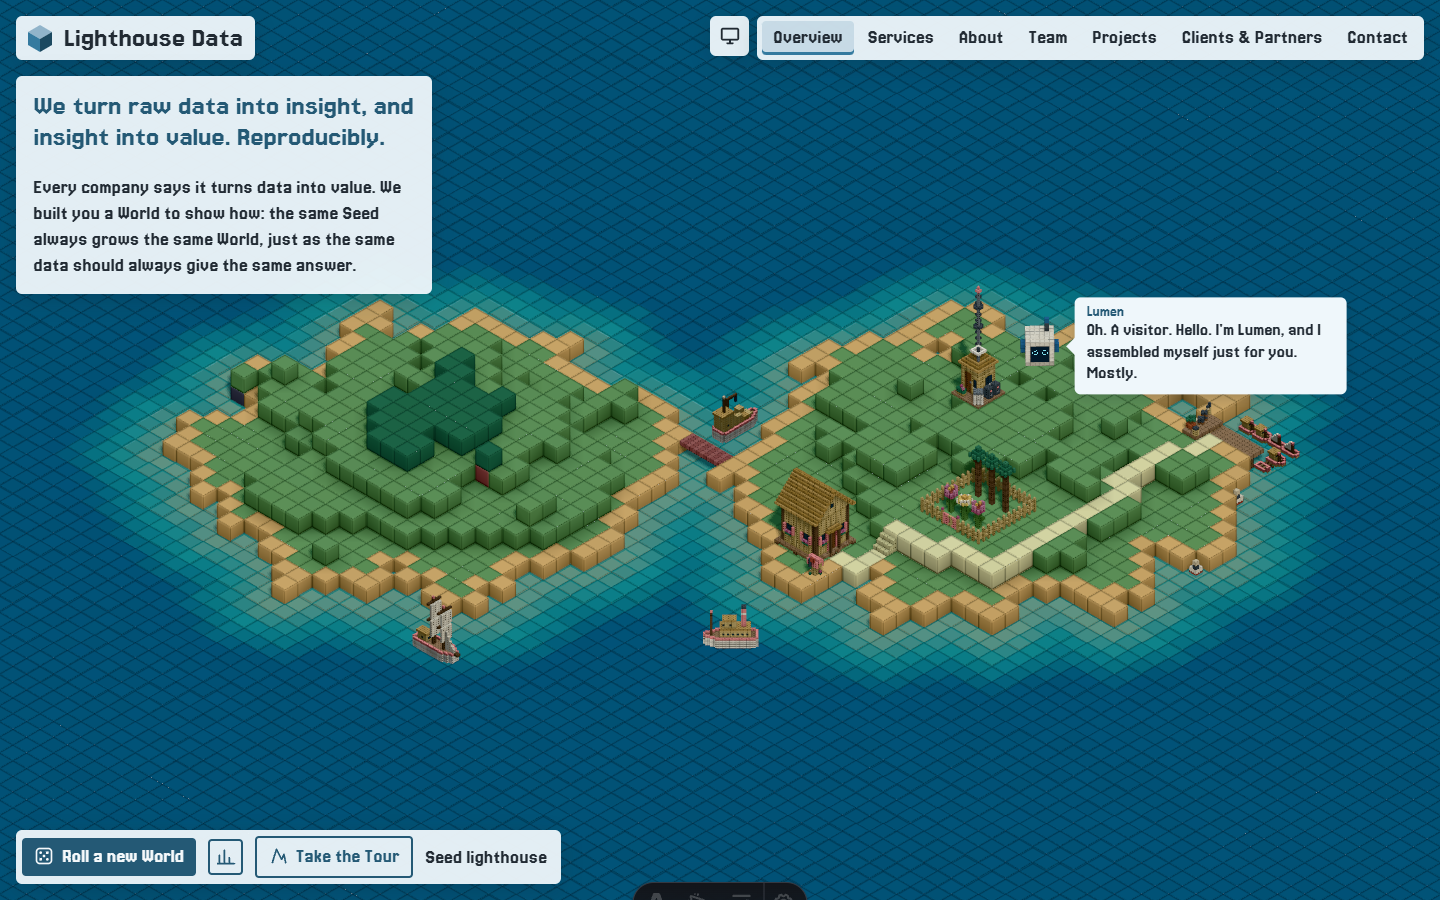 Lighthouse Data
Overview
Services
About
Team
Projects
Clients & Partners
Contact
We turn raw data into insight, and
insight into value. Reproducibly.
Every company says it turns data into value. We
built you a World to show how: the same Seed
always grows the same World, just as the same
data should always give the same answer.
Lumen
Oh. A visitor. Hello. I'm Lumen, and I
assembled myself just for you.
Mostly.
Roll a new World
Take the Tour
Seed lighthouse